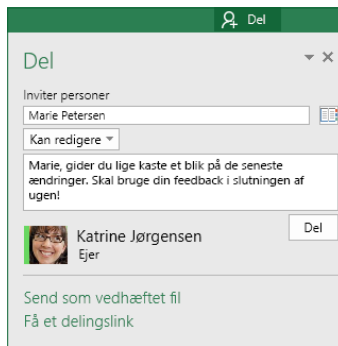 Del
Del
Inviter personer
Marie Petersen
Kan redigere
Marie, gider du lige kaste et blik på de seneste
ændringer. Skal bruge din feedback i slutningen af
ugen!
Del
Katrine Jørgensen
Ejer
Send som vedhæftet fil
Få et delingslink